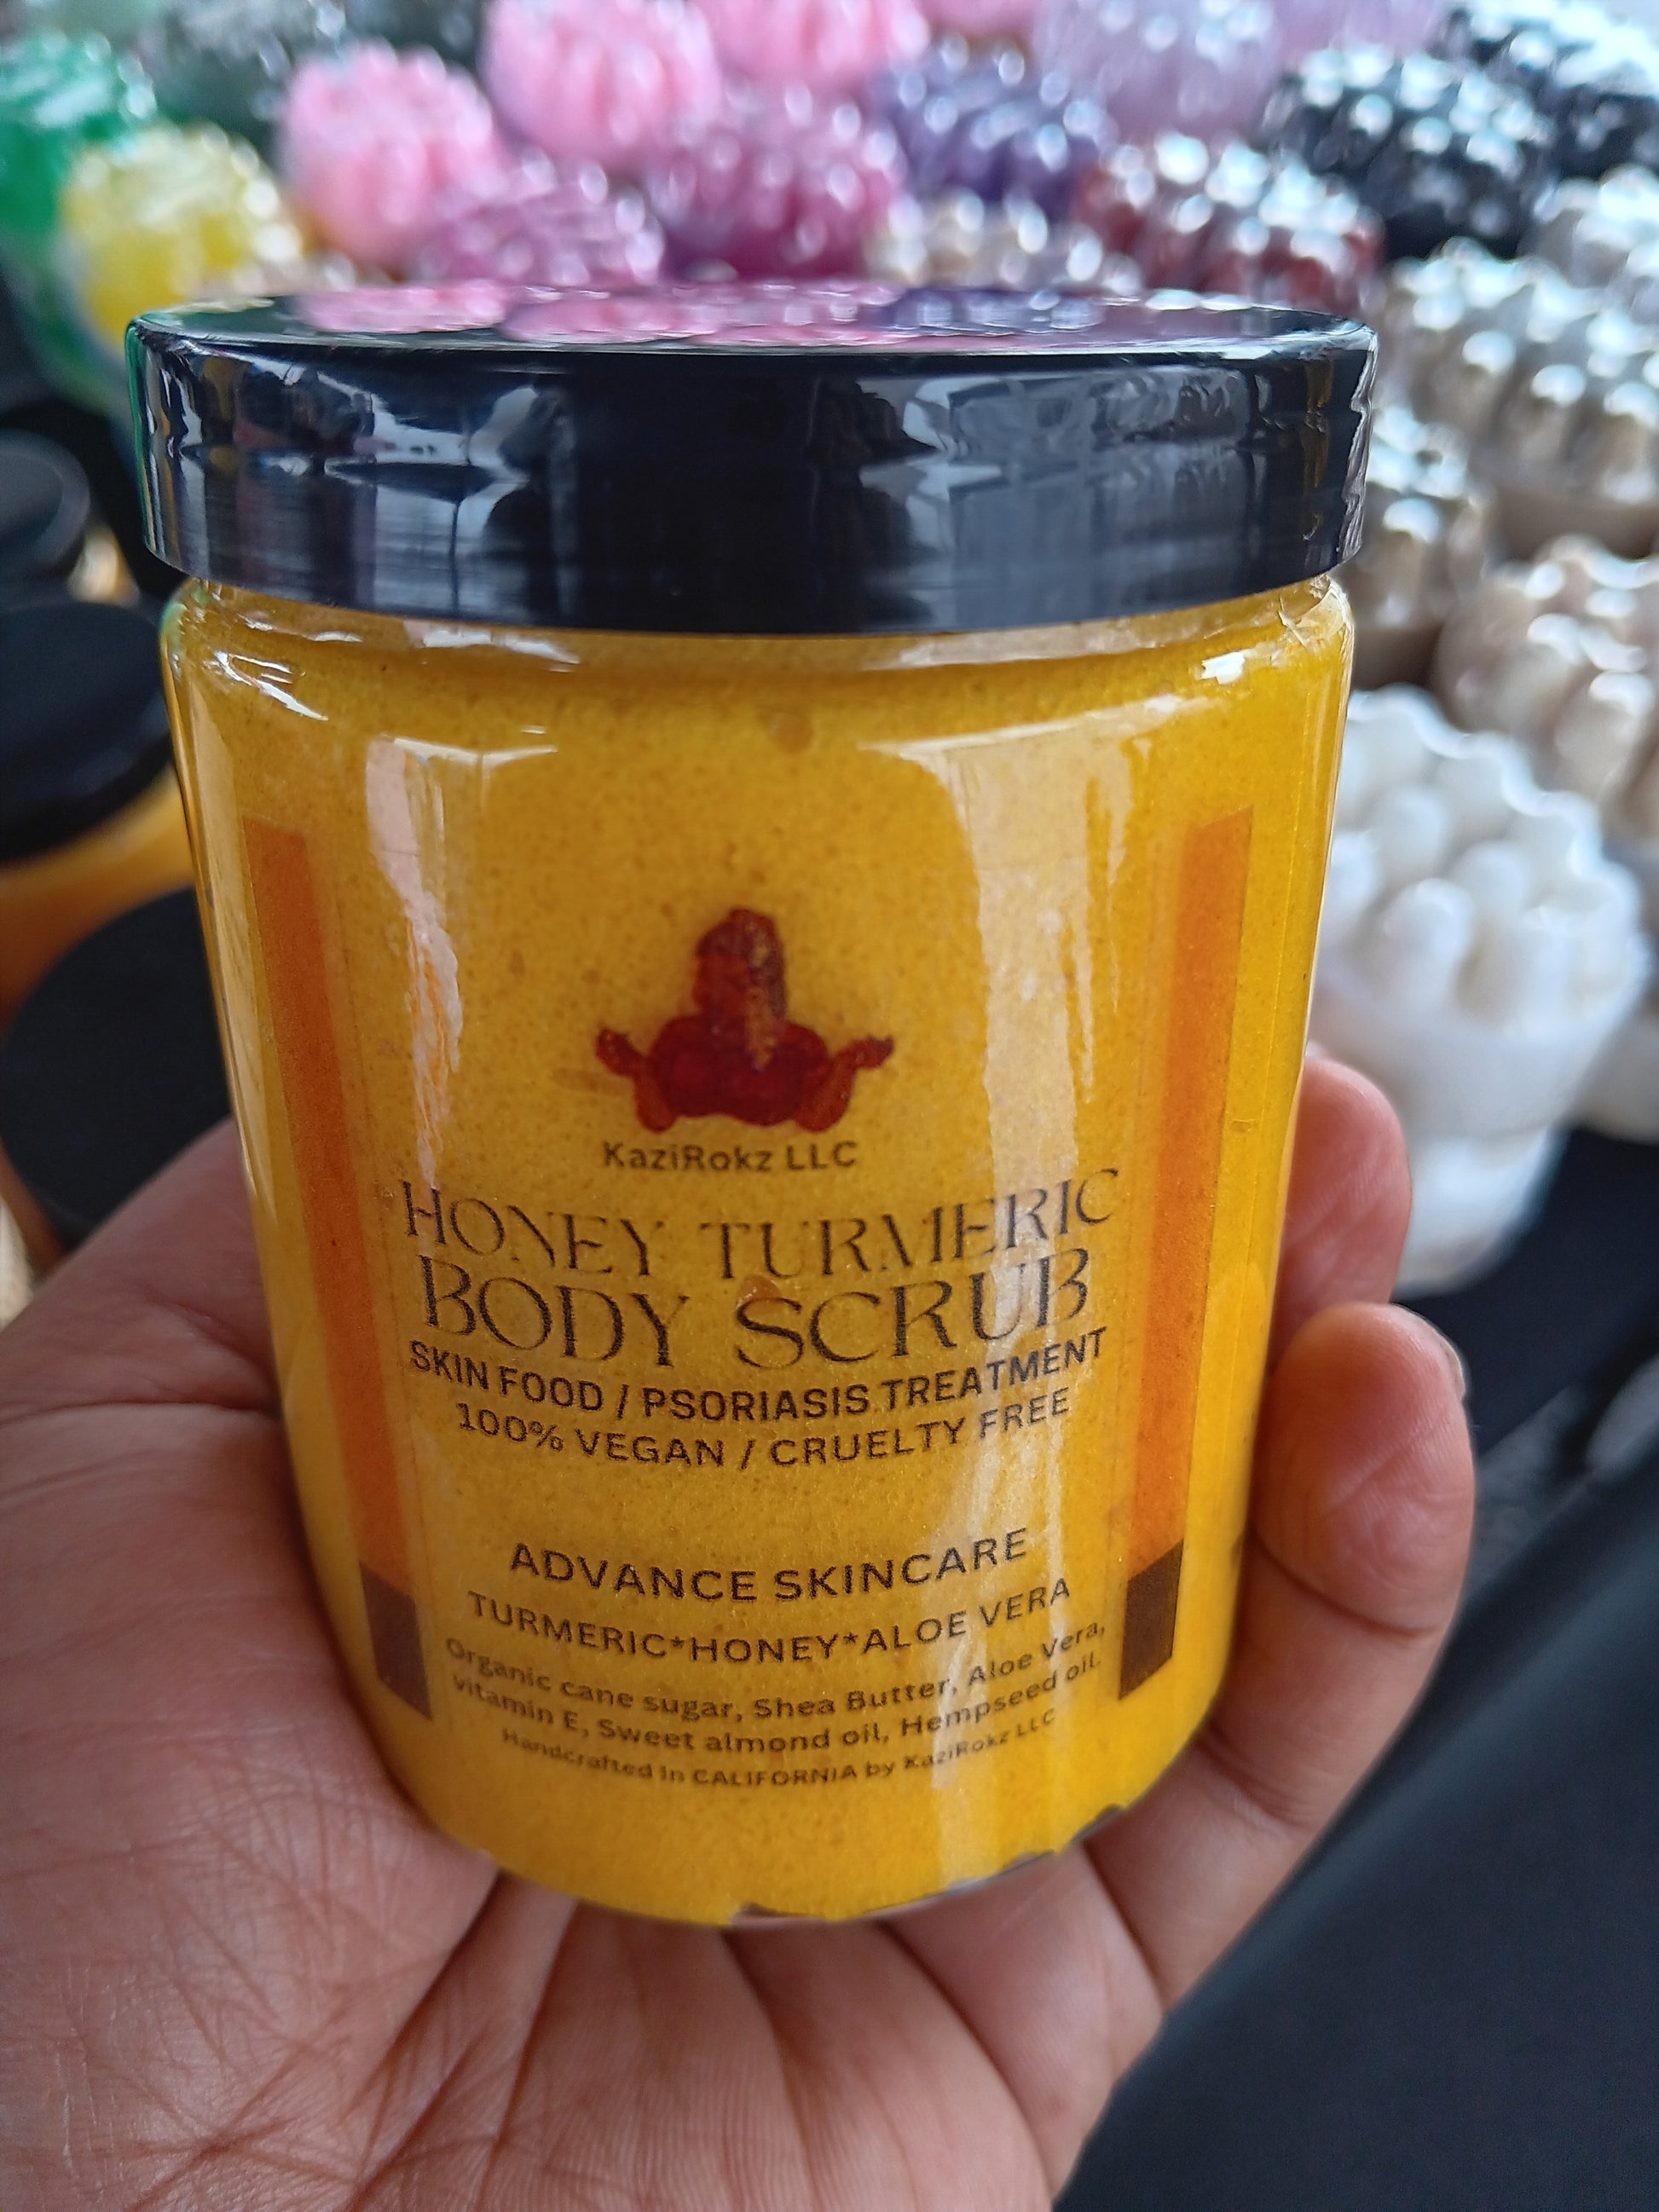 KaziRokz LLC
HONEY TURMERIC
BODY SCRUB
SKIN FOOD / PSORIASIS TREATMENT
100% VEGAN / CRUELTY FREE
ADVANCE SKINCARE
TURMERIC*HONEY*ALOE VERA
Organic cane sugar, Shea Butter, Aloe Vera,
vitamin E, Sweet almond oil, Hempseed oil.
Handcrafted in CALIFORNIA by KaziRokz LLC